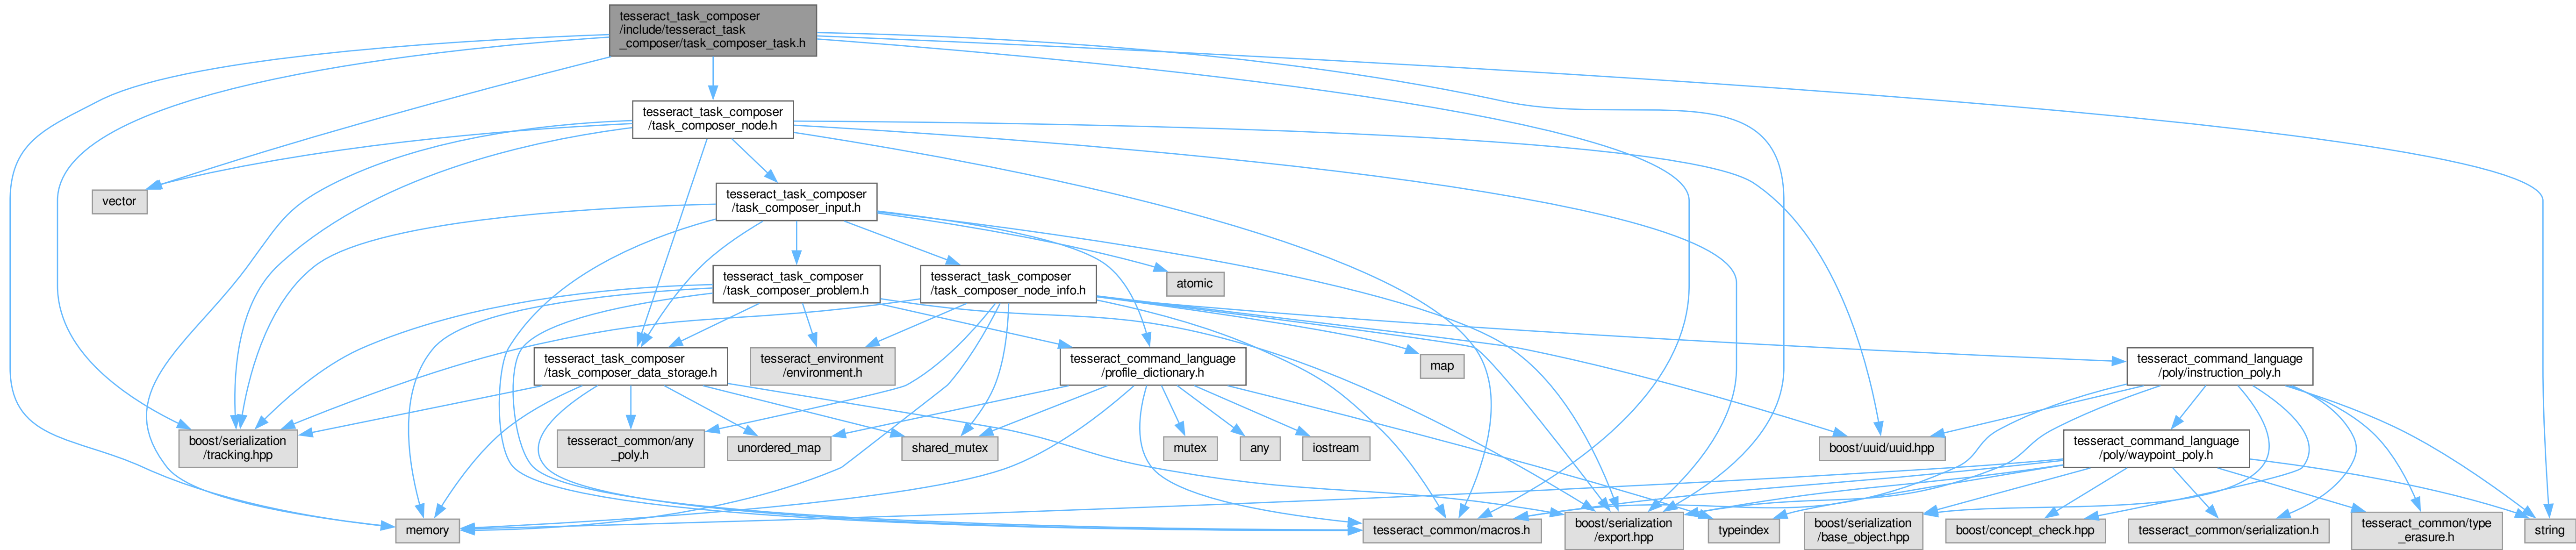 tesseract_task_composer
/include/tesseract_task
_composer/task_composer_task.h
tesseract_task_composer
/task_composer_node.h
vector
tesseract_task_composer
/task_composer_input.h
tesseract_task_composer
/task_composer_problem.h
tesseract_task_composer
/task_composer_node_info.h
atomic
tesseract_task_composer
/task_composer_data_storage.h
tesseract_environment
/environment.h
tesseract_command_language
/profile_dictionary.h
map
tesseract_command_language
/poly/instruction_poly.h
boost/serialization
/tracking.hpp
tesseract_common/any
_poly.h
unordered_map
shared_mutex
mutex
any
iostream
boost/uuid/uuid.hpp
tesseract_command_language
/poly/waypoint_poly.h
memory
tesseract_common/macros.h
boost/serialization
/export.hpp
typeindex
boost/serialization
/base_object.hpp
boost/concept_check.hpp
tesseract_common/serialization.h
tesseract_common/type
_erasure.h
string